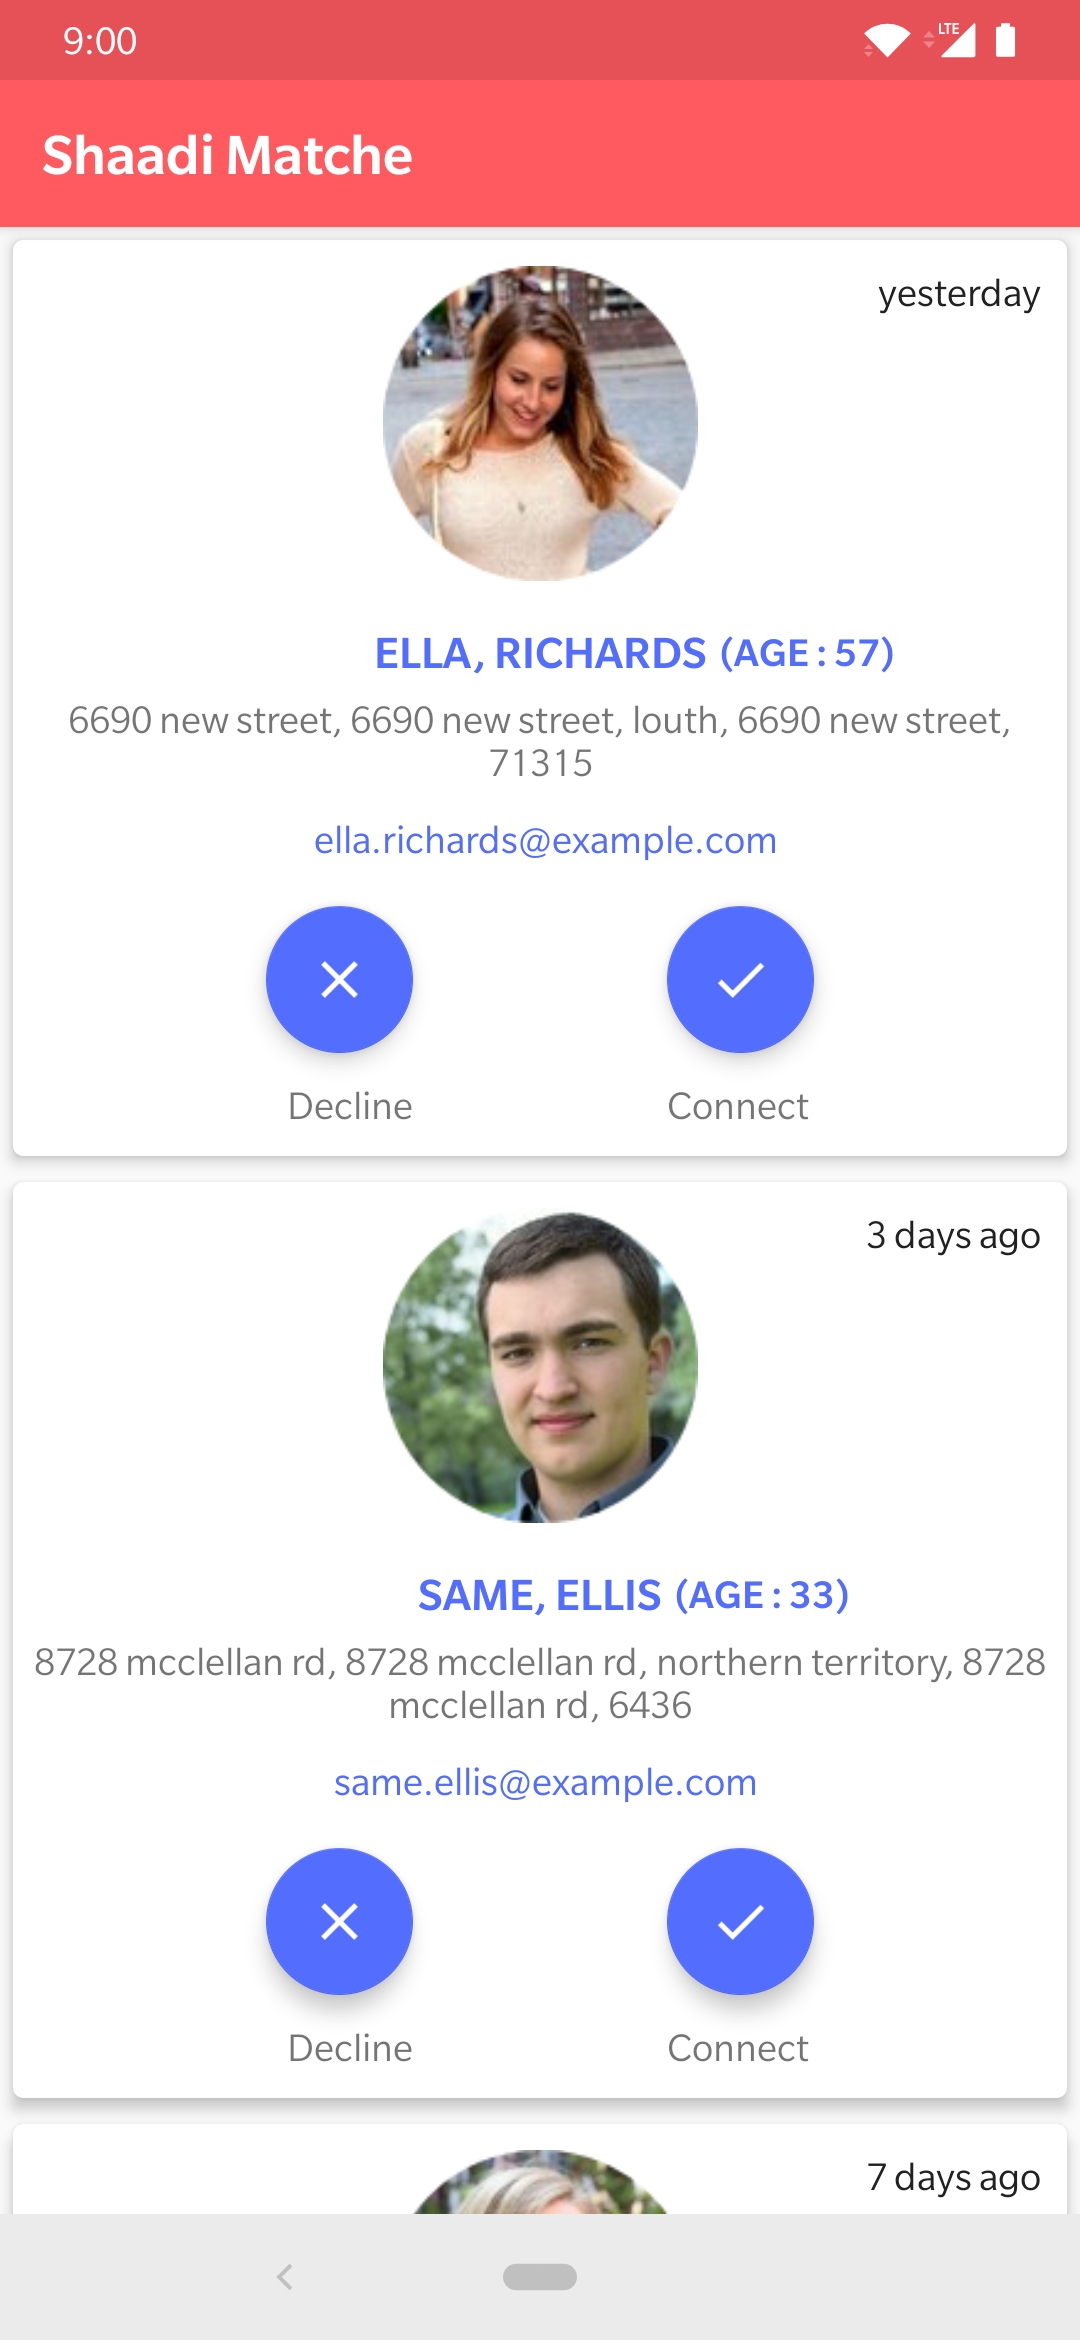 9:00
LTE
Shaadi Matche
yesterday
ELLA, RICHARDS (AGE : 57)
6690 new street, 6690 new street, louth, 6690 new street,
71315
ella.richards@example.com
Decline Connect
3 days ago
SAME, ELLIS (AGE : 33)
8728 mcclellan rd, 8728 mcclellan rd, northern territory, 8728
mcclellan rd, 6436
same.ellis@example.com
Decline Connect
7 days ago